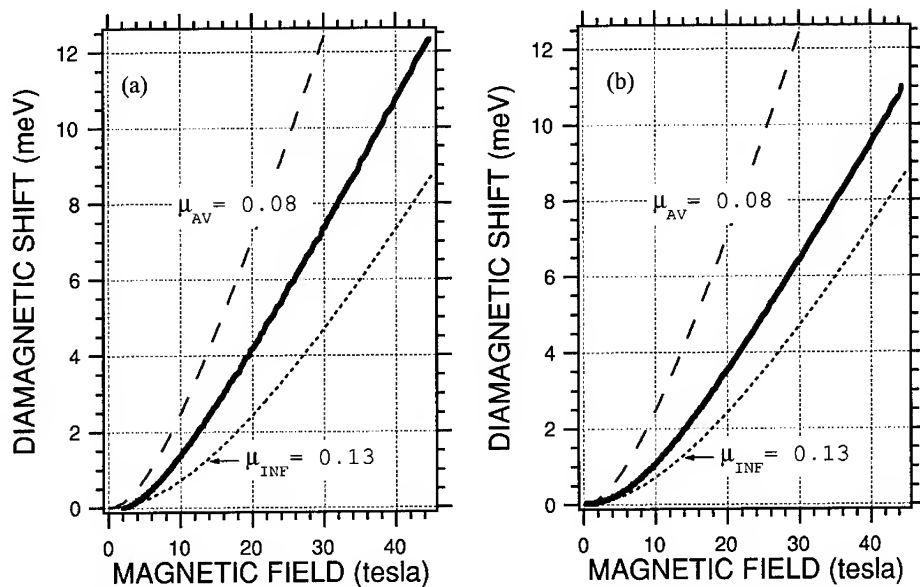 12
10
8
6
4
2
0
DIAMAGNETIC SHIFT (meV)
(a)
μAV = 0.08
μINF = 0.13
0 10 20 30 40
MAGNETIC FIELD (tesla)
12
10
8
6
4
2
0
DIAMAGNETIC SHIFT (meV)
(b)
μAV = 0.08
μINF = 0.13
0 10 20 30 40
MAGNETIC FIELD (tesla)